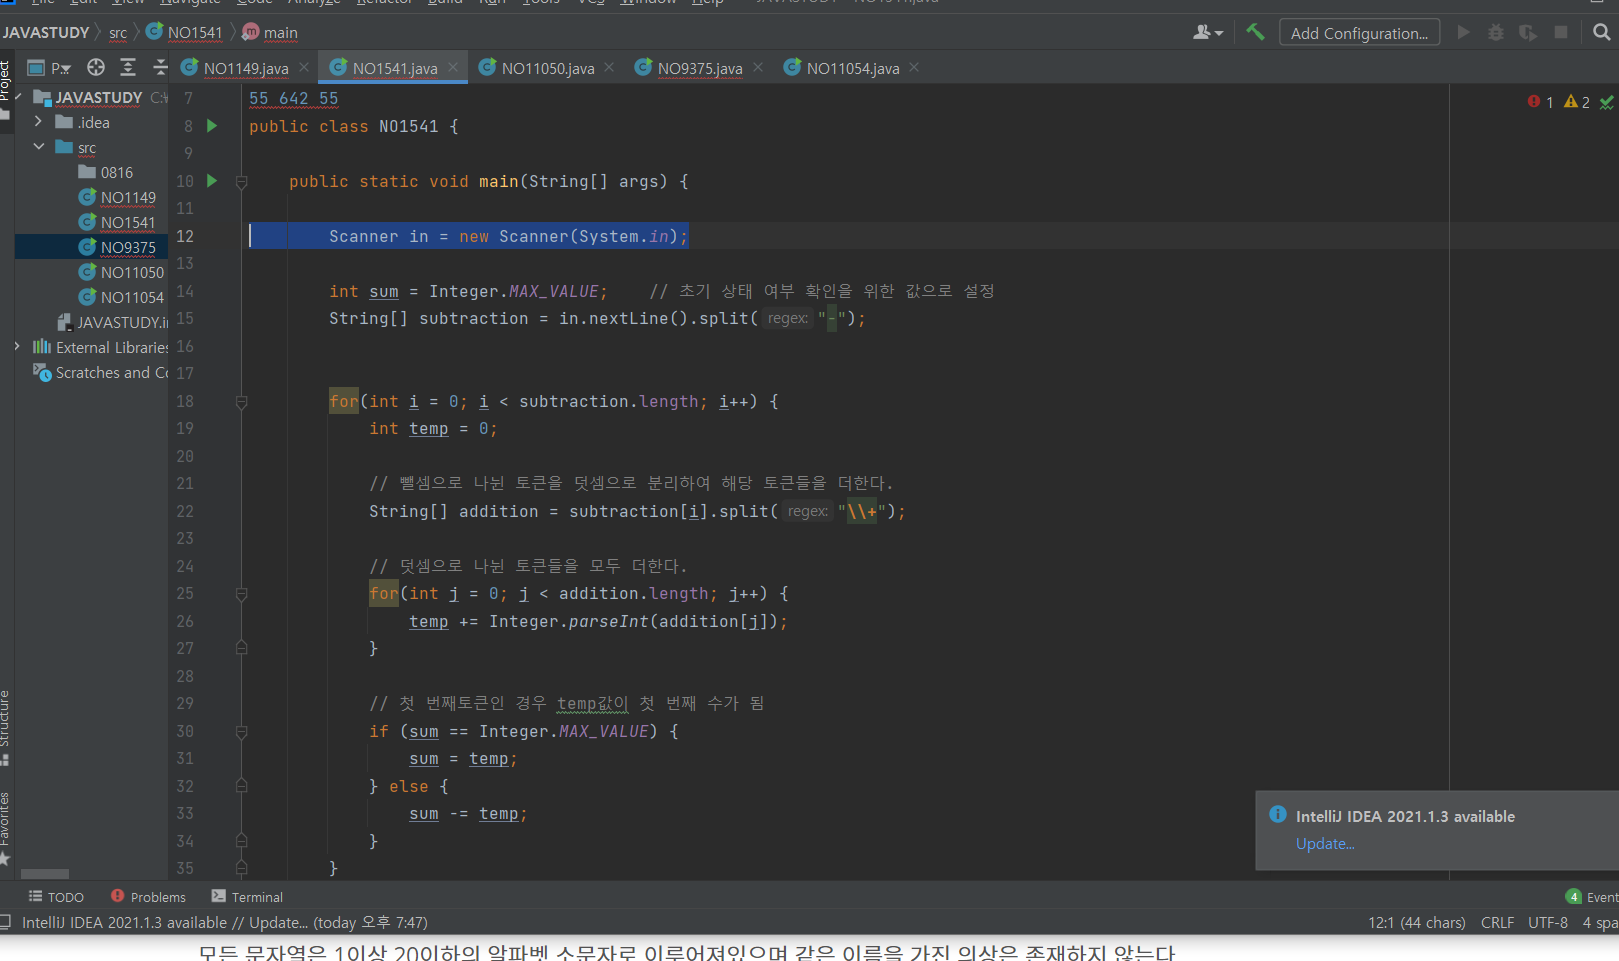 File Edit View Navigate Code Analyze Refactor Build Run Tools VCS Window Help
JAVASTUDY src NO1541 main Add Configuration...
Project P NO1149.java NO1541.java NO11050.java NO9375.java NO11054.java
JAVASTUDY
.idea
src
0816
NO1149
NO1541
NO9375
NO11050
NO11054
JAVASTUDY.i
External Libraries
Scratches and Co
Structure
Favorites
1 2
7 55 642 55
8 public class NO1541 {
9
10 public static void main(String[] args) {
11
12 Scanner in = new Scanner(System.in);
13
14 int sum = Integer.MAX_VALUE; // 초기 상태 여부 확인을 위한 값으로 설정
15 String[] subtraction = in.nextLine().split( regex: "-");
16
17
18 for(int i = 0; i < subtraction.length; i++) {
19 int temp = 0;
20
21 // 뺄셈으로 나뉜 토큰을 덧셈으로 분리하여 해당 토큰들을 더한다.
22 String[] addition = subtraction[i].split( regex: "\\+");
23
24 // 덧셈으로 나뉜 토큰들을 모두 더한다.
25 for(int j = 0; j < addition.length; j++) {
26 temp += Integer.parseInt(addition[j]);
27 }
28
29 // 첫 번째토큰인 경우 temp값이 첫 번째 수가 됨
30 if (sum == Integer.MAX_VALUE) {
31 sum = temp;
32 } else {
33 sum -= temp;
34 }
35 }
IntelliJ IDEA 2021.1.3 available
Update...
TODO Problems Terminal 4 Event
IntelliJ IDEA 2021.1.3 available // Update... (today 오후 7:47) 12:1 (44 chars) CRLF UTF-8 4 spa
모든 문자열은 1이상 20이하의 알파벳 소문자로 이루어져있으며 같은 이름을 가진 의상은 존재하지 않는다